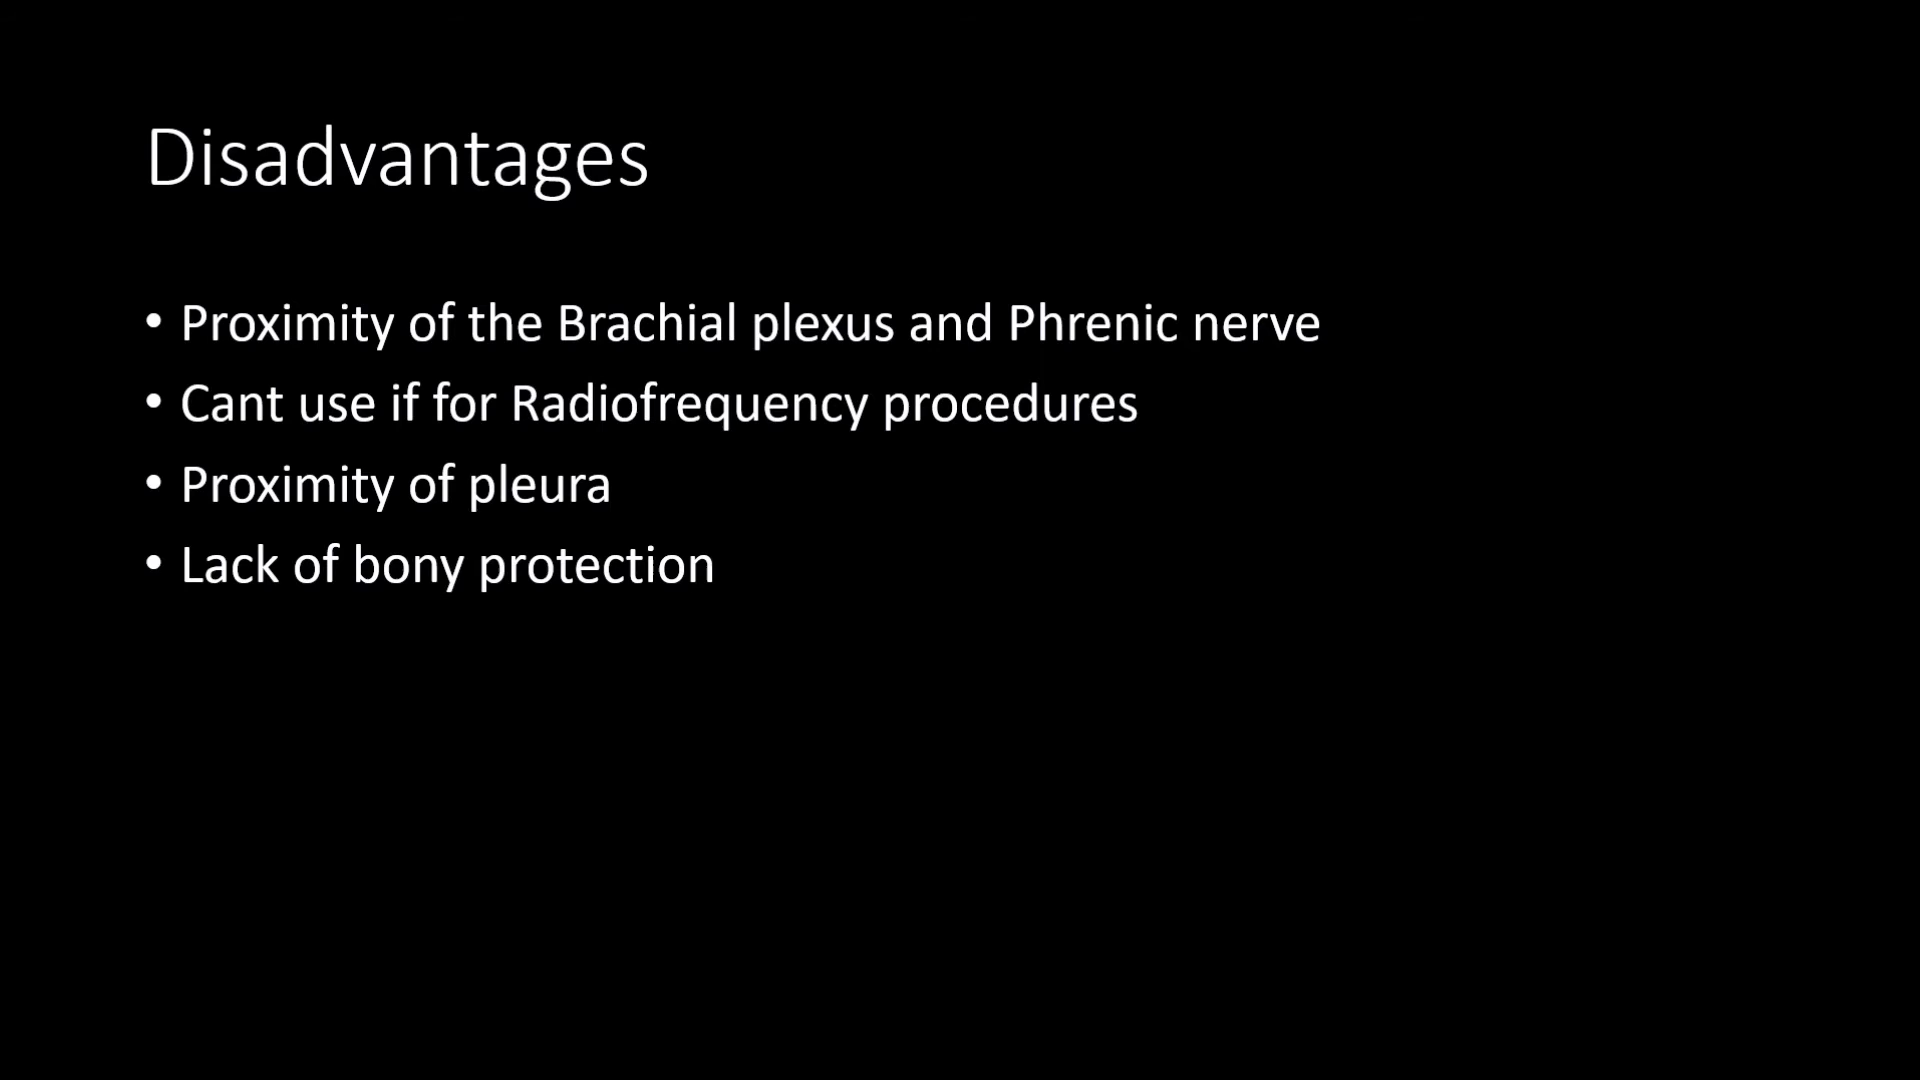 Disadvantages
• Proximity of the Brachial plexus and Phrenic nerve
• Cant use if for Radiofrequency procedures
• Proximity of pleura
• Lack of bony protection